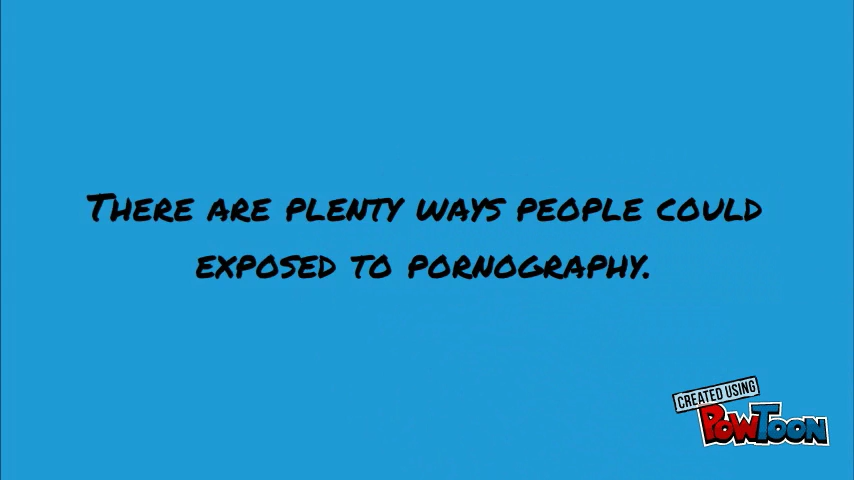 There are plenty ways people could
exposed to pornography.
CREATED USING
PowToon